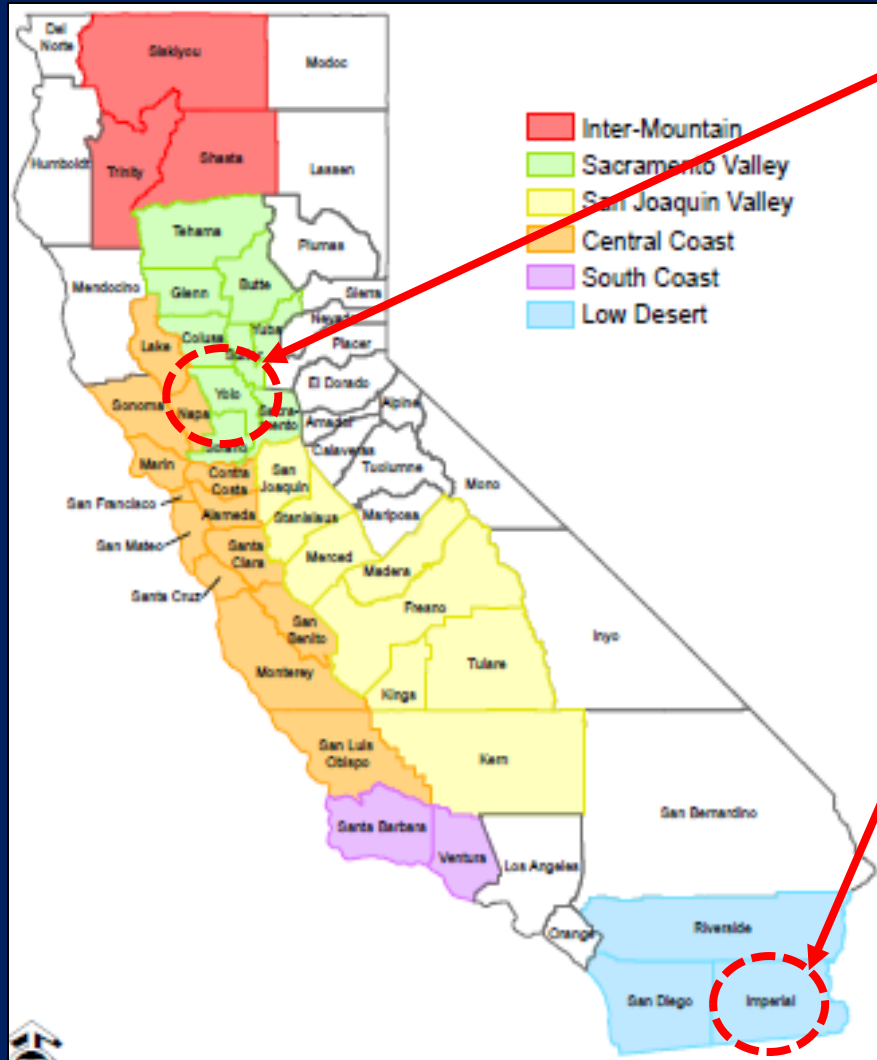 Del
Norte
Siskiyou
Modoc
Humboldt
Trinity
Shasta
Lassen
Inter-Mountain
Sacramento Valley
San Joaquin Valley
Central Coast
South Coast
Low Desert
Tehama
Plumas
Mendocino
Glenn
Butte
Sierra
Nevada
Lake
Colusa
Yuba
Placer
Sutter
Sonoma
Napa
Yolo
El Dorado
Alpine
Sacra-
mento
Amador
Solano
Calaveras
Marin
Contra
Costa
San
Joaquin
Tuolumne
Mono
San Francisco
Alameda
Stanislaus
Mariposa
San Mateo
Santa
Clara
Merced
Madera
Santa Cruz
San
Benito
Fresno
Inyo
Monterey
Kings
Tulare
San Luis
Obispo
Kern
San Bernardino
Santa Barbara
Ventura
Los Angeles
Orange
Riverside
San Diego
Imperial